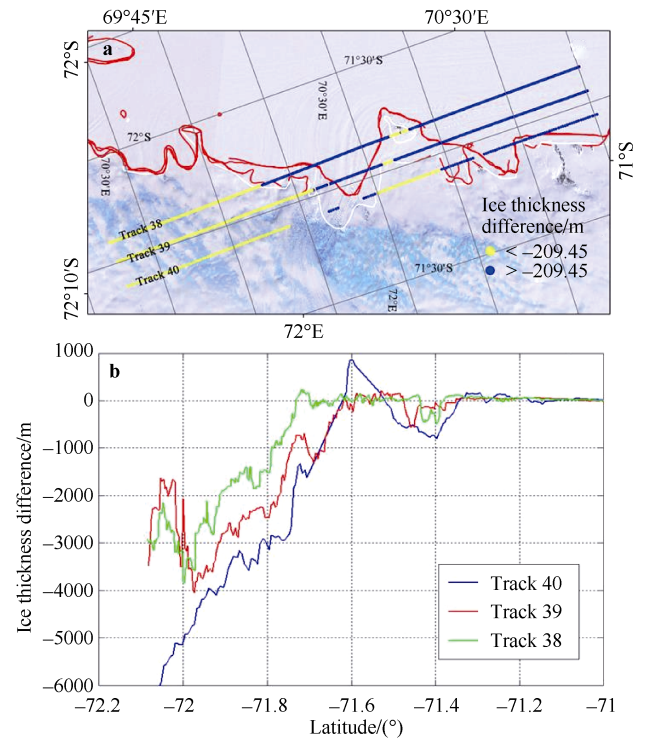 69°45′E
70°30′E
a
72°S
71°30′S
70°30′E
72°S
70°30′E
71°S
Ice thickness
difference/m
< –209.45
> –209.45
Track 38
Track 39
Track 40
71°30′S
72°E
72°10′S
72°E
b
1000
0
–1000
–2000
–3000
–4000
–5000
–6000
Ice thickness difference/m
Track 40
Track 39
Track 38
–72.2
–72
–71.8
–71.6
–71.4
–71.2
–71
Latitude/(°)